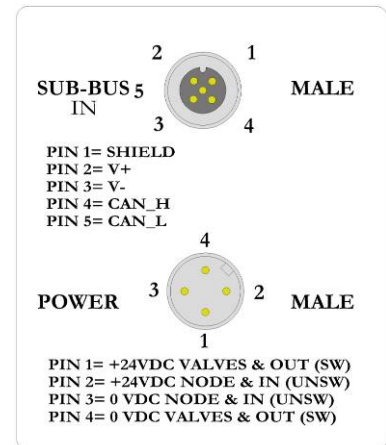 2 1
SUB-BUS 5 MALE
IN
3 4
PIN 1= SHIELD
PIN 2= V+
PIN 3= V-
PIN 4= CAN_H
PIN 5= CAN_L
4
POWER 3 2 MALE
1
PIN 1= +24VDC VALVES & OUT (SW)
PIN 2= +24VDC NODE & IN (UNSW)
PIN 3= 0 VDC NODE & IN (UNSW)
PIN 4= 0 VDC VALVES & OUT (SW)